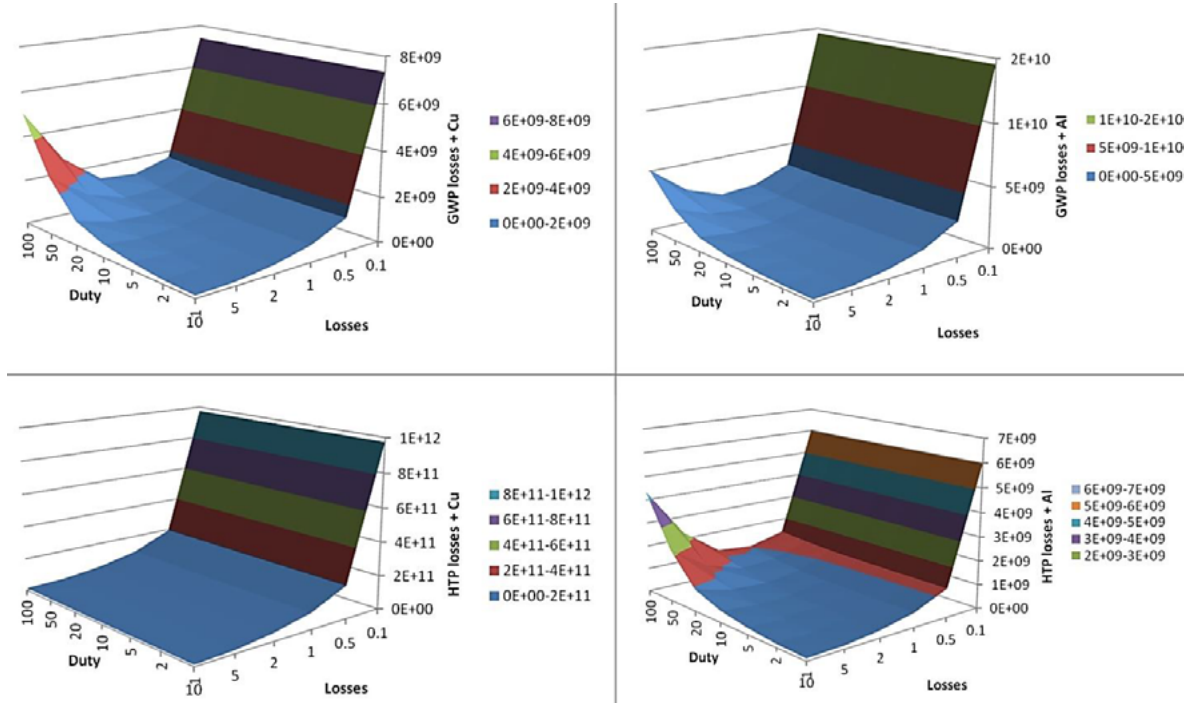 8E+09
6E+09
4E+09
2E+09
0E+00
GWP losses + Cu
6E+09-8E+09
4E+09-6E+09
2E+09-4E+09
0E+00-2E+09
100
50
20
10
5
2
1
Duty
10
5
2
1
0.5
0.1
Losses
2E+10
1E+10
5E+09
0E+00
GWP losses + Al
1E+10-2E+10
5E+09-1E+10
0E+00-5E+09
100
50
20
10
5
2
1
Duty
10
5
2
1
0.5
0.1
Losses
1E+12
8E+11
6E+11
4E+11
2E+11
0E+00
HTP losses + Cu
8E+11-1E+12
6E+11-8E+11
4E+11-6E+11
2E+11-4E+11
0E+00-2E+11
100
50
20
10
5
2
1
Duty
10
5
2
1
0.5
0.1
Losses
7E+09
6E+09
5E+09
4E+09
3E+09
2E+09
1E+09
0E+00
HTP losses + Al
6E+09-7E+09
5E+09-6E+09
4E+09-5E+09
3E+09-4E+09
2E+09-3E+09
100
50
20
10
5
2
1
Duty
10
5
2
1
0.5
0.1
Losses